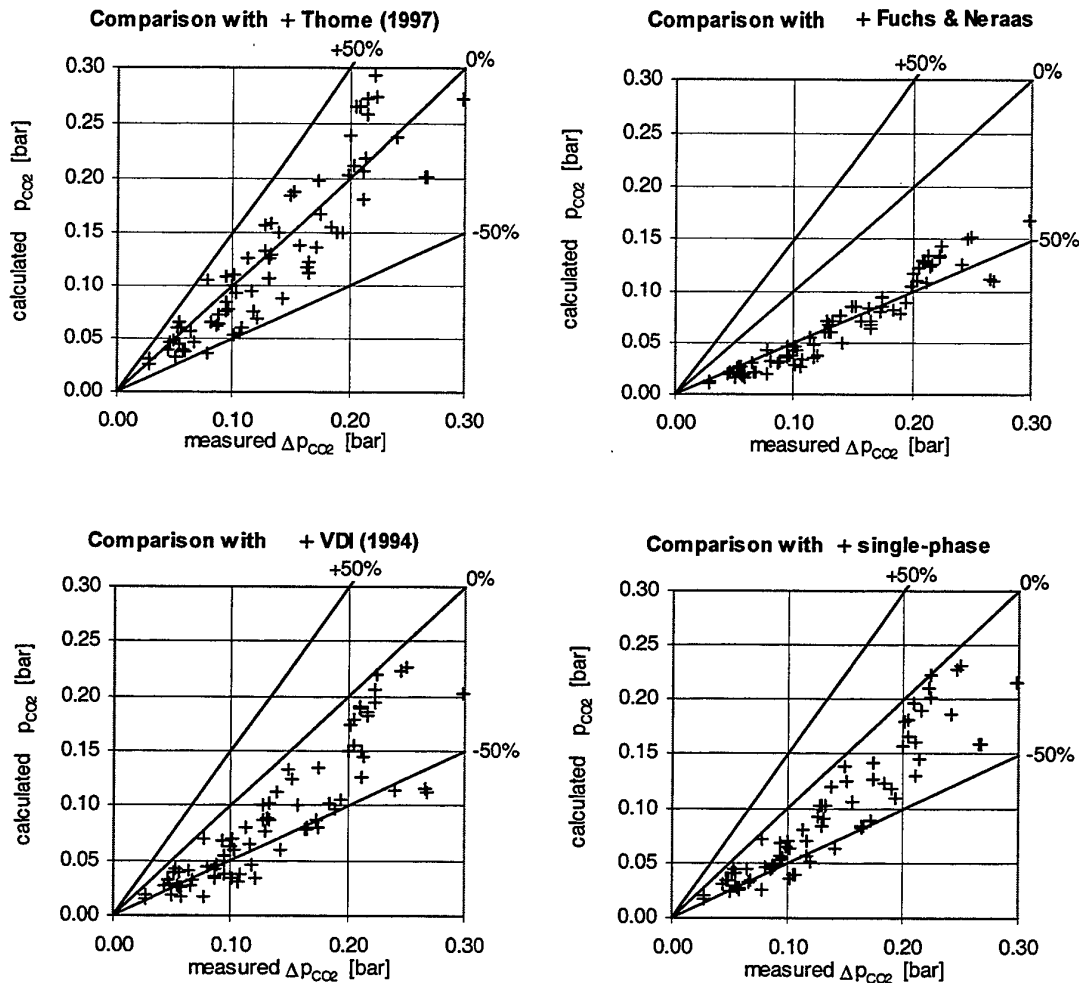 Comparison with + Thome (1997)
+50%
0%
0.30
0.25
0.20
0.15
0.10
0.05
0.00
-50%
calculated p_CO2 [bar]
0.00 0.10 0.20 0.30
measured Δp_CO2 [bar]
Comparison with + Fuchs & Neraas
+50%
0%
0.30
0.25
0.20
0.15
0.10
0.05
0.00
-50%
calculated p_CO2 [bar]
0.00 0.10 0.20 0.30
measured Δp_CO2 [bar]
Comparison with + VDI (1994)
+50%
0%
0.30
0.25
0.20
0.15
0.10
0.05
0.00
-50%
calculated p_CO2 [bar]
0.00 0.10 0.20 0.30
measured Δp_CO2 [bar]
Comparison with + single-phase
+50%
0%
0.30
0.25
0.20
0.15
0.10
0.05
0.00
-50%
calculated p_CO2 [bar]
0.00 0.10 0.20 0.30
measured Δp_CO2 [bar]